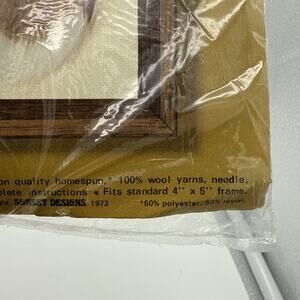 on quality homespun,* 100% wool yarns, needle,
plete instructions • Fits standard 4" x 5" frame.
ght SUNSET DESIGNS 1973 *50% polyester, 50% rayon.